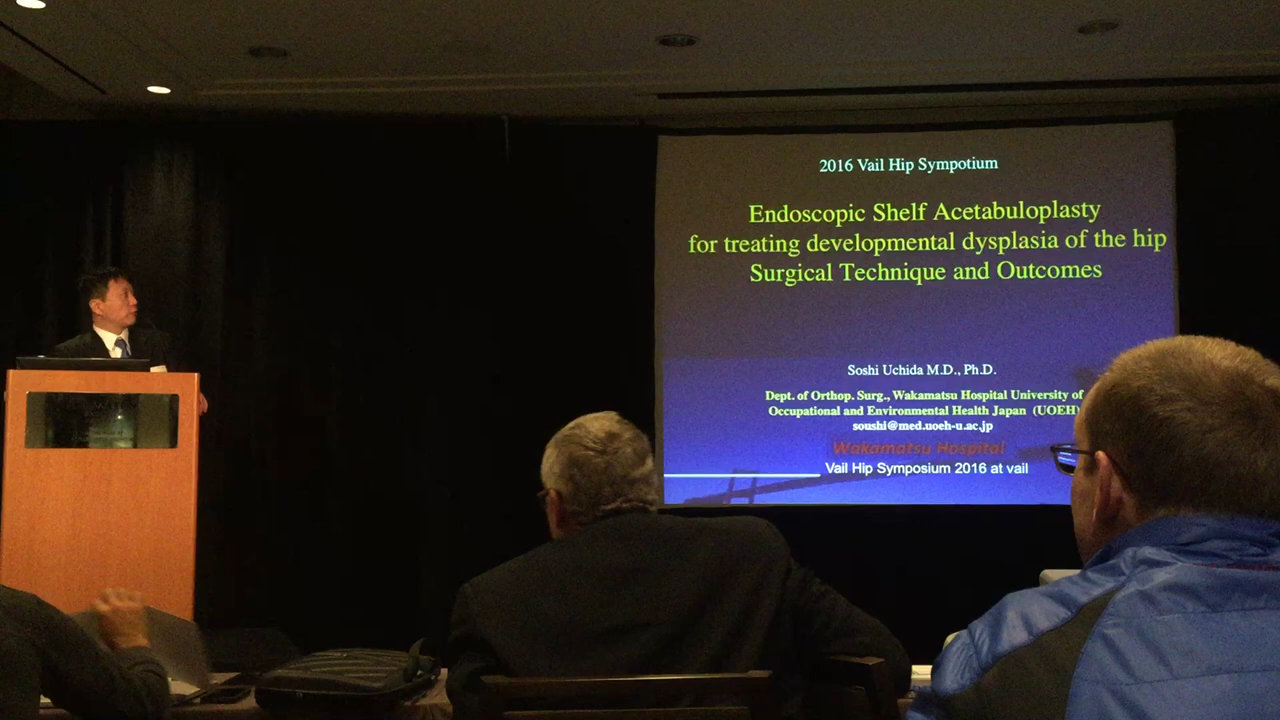 2016 Vail Hip Sympotium
Endoscopic Shelf Acetabuloplasty
for treating developmental dysplasia of the hip
Surgical Technique and Outcomes
Soshi Uchida M.D., Ph.D.
Dept. of Orthop. Surg., Wakamatsu Hospital University of
Occupational and Environmental Health Japan (UOEH)
soushi@med.uoeh-u.ac.jp
Wakamatsu Hospital
Vail Hip Symposium 2016 at vail